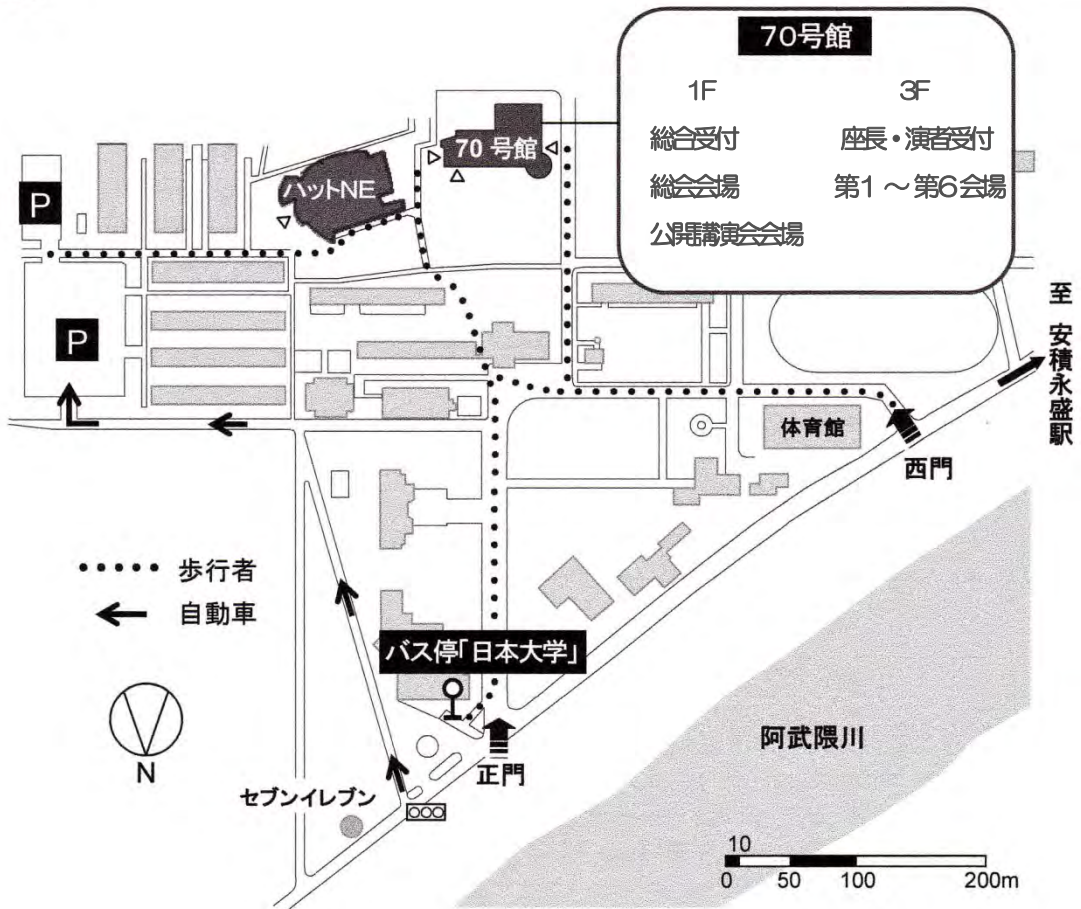 70号館
1F
3F
総合受付
座長・演者受付
総会会場
第1～第6会場
公開講演会会場
70号館
ハットNE
P
P
至 安積永盛駅
体育館
西門
歩行者
自動車
バス停「日本大学」
N
正門
セブンイレブン
阿武隈川
10
0 50 100 200m